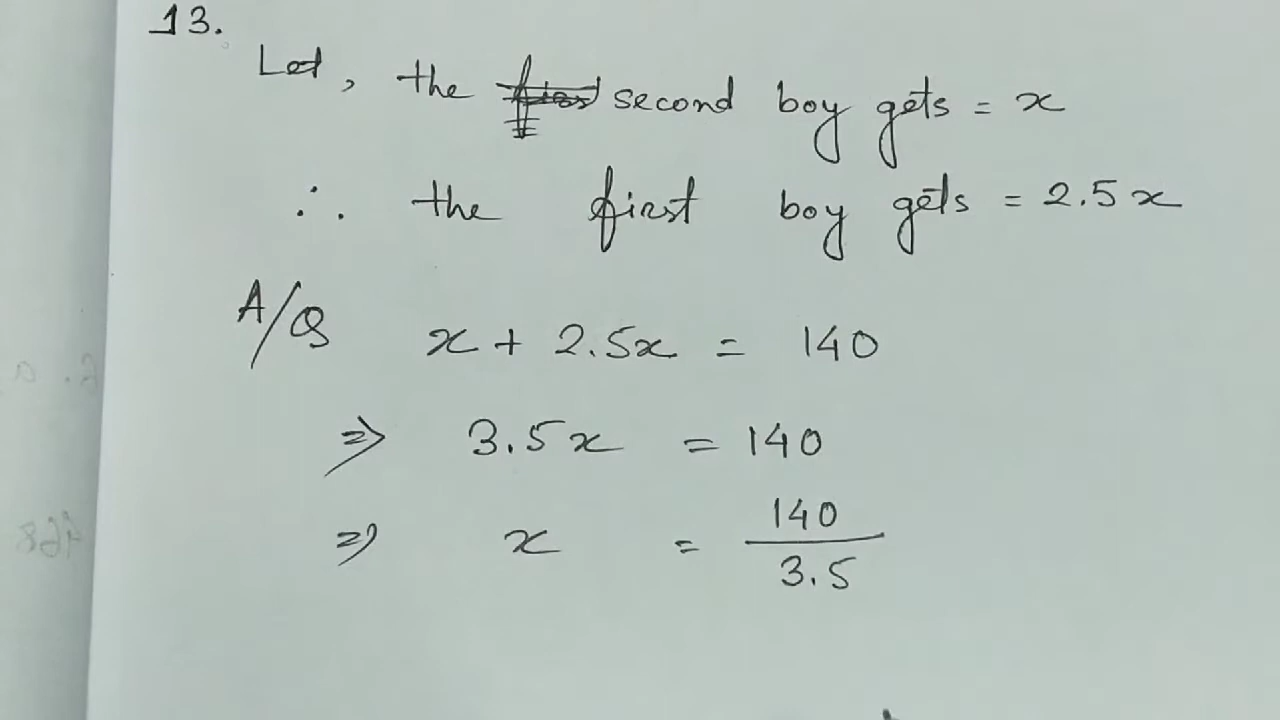 13.
Let, the second boy gets = x
∴ the first boy gets = 2.5x
A/Q x + 2.5x = 140
⇒ 3.5x = 140
⇒ x = 140/3.5